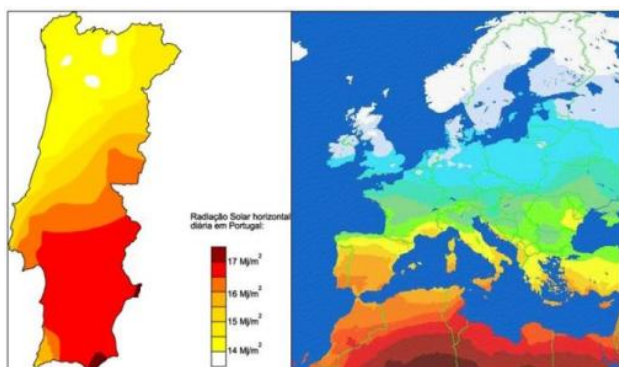 Radiação Solar horizontal
diária em Portugal:
17 Mj/m²
16 Mj/m²
15 Mj/m²
14 Mj/m²